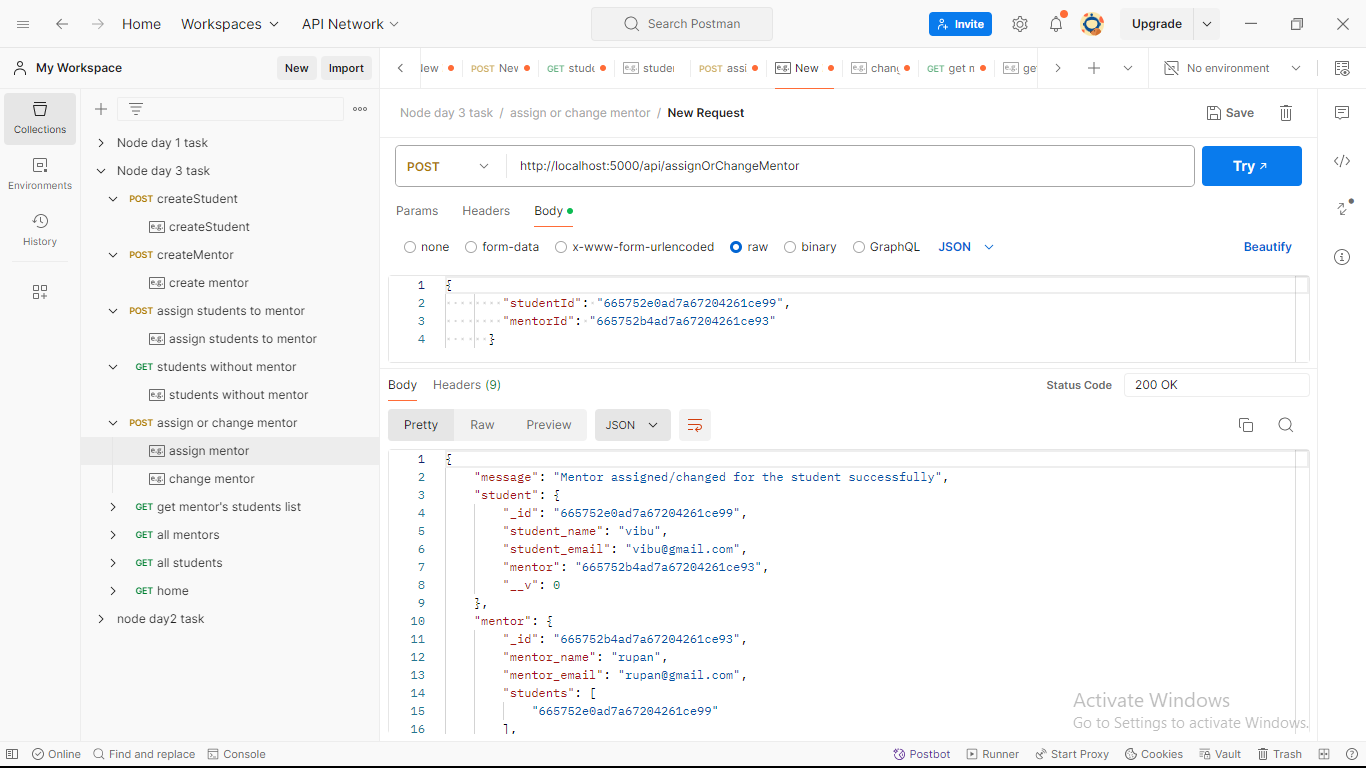 Home Workspaces API Network Search Postman Invite Upgrade
My Workspace New Import
New POST Nev GET stude e.g. studer POST assi e.g. New e.g. chang GET get m e.g. ge No environment
Collections
Environments
History
Node day 1 task
Node day 3 task
POST createStudent
e.g. createStudent
POST createMentor
e.g. create mentor
POST assign students to mentor
e.g. assign students to mentor
GET students without mentor
e.g. students without mentor
POST assign or change mentor
e.g. assign mentor
e.g. change mentor
GET get mentor's students list
GET all mentors
GET all students
GET home
node day2 task
Node day 3 task / assign or change mentor / New Request Save
POST http://localhost:5000/api/assignOrChangeMentor Try
Params Headers Body
none form-data x-www-form-urlencoded raw binary GraphQL JSON Beautify
1 {
2 "studentId": "665752e0ad7a67204261ce99",
3 "mentorId": "665752b4ad7a67204261ce93"
4 }
Body Headers (9) Status Code 200 OK
Pretty Raw Preview JSON
1 {
2 "message": "Mentor assigned/changed for the student successfully",
3 "student": {
4 "_id": "665752e0ad7a67204261ce99",
5 "student_name": "vibu",
6 "student_email": "vibu@gmail.com",
7 "mentor": "665752b4ad7a67204261ce93",
8 "__v": 0
9 },
10 "mentor": {
11 "_id": "665752b4ad7a67204261ce93",
12 "mentor_name": "rupan",
13 "mentor_email": "rupan@gmail.com",
14 "students": [
15 "665752e0ad7a67204261ce99"
16 ],
Activate Windows
Go to Settings to activate Windows.
Online Find and replace Console Postbot Runner Start Proxy Cookies Vault Trash